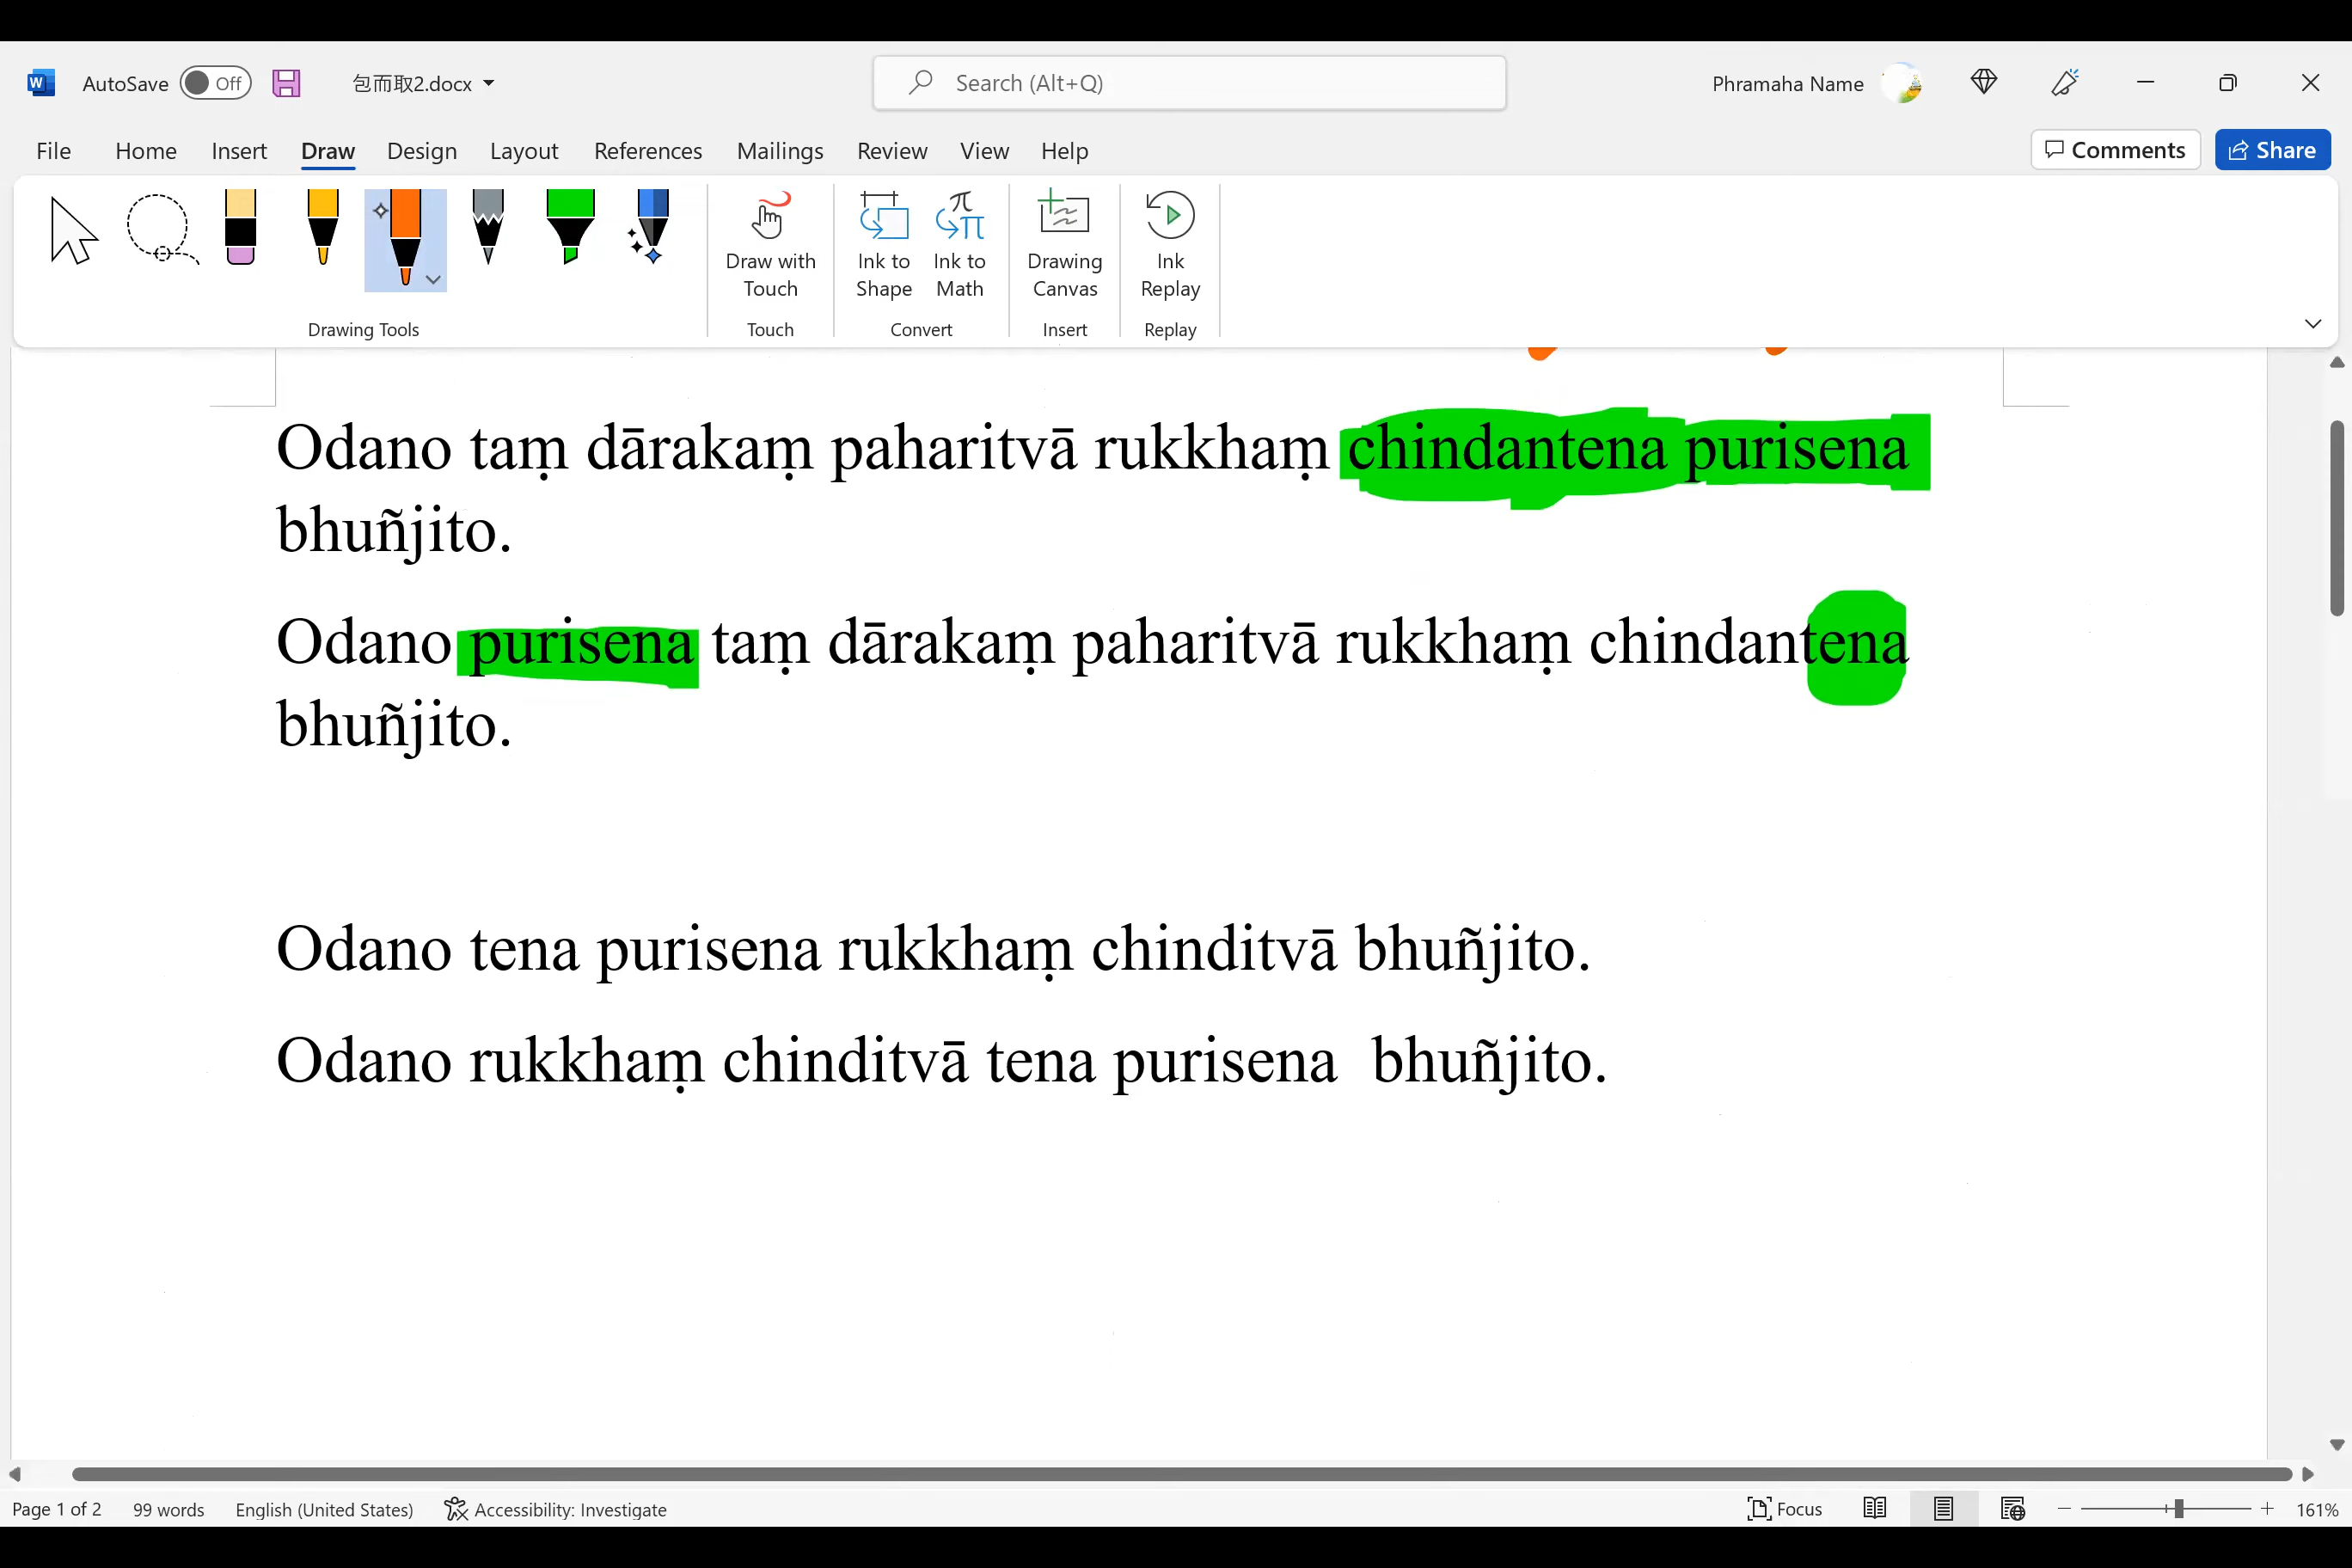 AutoSave Off 包而取2.docx Search (Alt+Q) Phramaha Name
File Home Insert Draw Design Layout References Mailings Review View Help Comments Share
Draw with Touch Ink to Shape Ink to Math Drawing Canvas Ink Replay
Drawing Tools Touch Convert Insert Replay
Odano taṃ dārakaṃ paharitvā rukkhaṃ chindantena purisena
bhuñjito.
Odano purisena taṃ dārakaṃ paharitvā rukkhaṃ chindantena
bhuñjito.
Odano tena purisena rukkhaṃ chinditvā bhuñjito.
Odano rukkhaṃ chinditvā tena purisena bhuñjito.
Page 1 of 2 99 words English (United States) Accessibility: Investigate Focus 161%